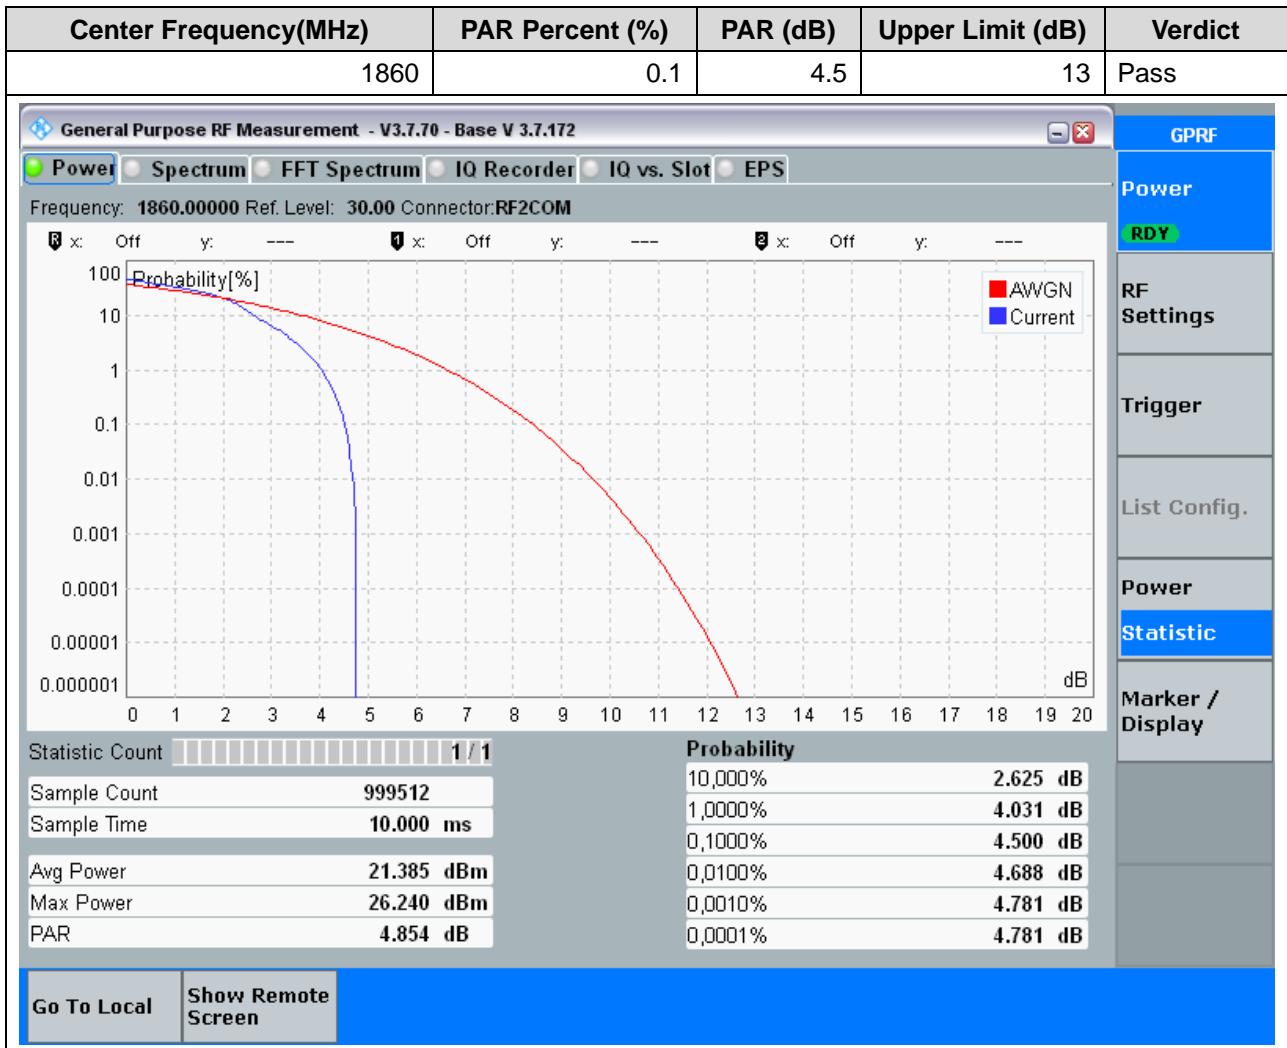 Center Frequency(MHz) PAR Percent (%) PAR (dB) Upper Limit (dB) Verdict
1860 0.1 4.5 13 Pass
General Purpose RF Measurement - V3.7.70 - Base V 3.7.172
GPRF
Power Spectrum FFT Spectrum IQ Recorder IQ vs. Slot EPS
Power
RDY
Frequency: 1860.00000 Ref. Level: 30.00 Connector:RF2COM
R x: Off y: --- 1 x: Off y: --- 2 x: Off y: ---
Probability[%]
AWGN
Current
100
10
1
0.1
0.01
0.001
0.0001
0.00001
0.000001
dB
0 1 2 3 4 5 6 7 8 9 10 11 12 13 14 15 16 17 18 19 20
RF
Settings
Trigger
List Config.
Power
Statistic
Marker /
Display
Statistic Count 1 / 1
Sample Count 999512
Sample Time 10.000 ms
Avg Power 21.385 dBm
Max Power 26.240 dBm
PAR 4.854 dB
Probability
10,000% 2.625 dB
1,0000% 4.031 dB
0,1000% 4.500 dB
0,0100% 4.688 dB
0,0010% 4.781 dB
0,0001% 4.781 dB
Go To Local
Show Remote
Screen